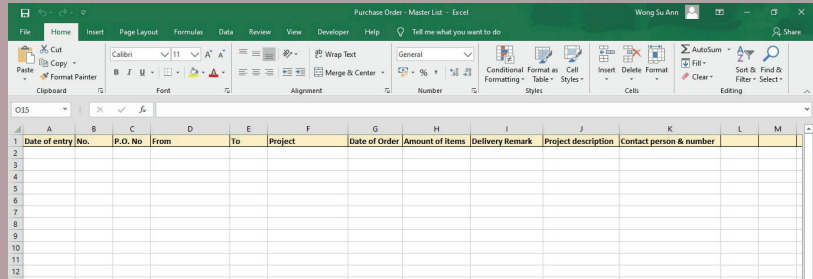 Purchase Order - Master List - Excel
Wong Su Ann
File Home Insert Page Layout Formulas Data Review View Developer Help Tell me what you want to do Share
Cut
Copy
Format Painter
Paste
Clipboard
Calibri 11
B I U
Font
Wrap Text
Merge & Center
Alignment
General
% ,
Number
Conditional Formatting
Format as Table
Cell Styles
Styles
Insert Delete Format
Cells
AutoSum
Fill
Clear
Sort & Filter
Find & Select
Editing
O15 fx
A B C D E F G H I J K L M
1 Date of entry No. P.O. No From To Project Date of Order Amount of items Delivery Remark Project description Contact person & number
2
3
4
5
6
7
8
9
10
11
12